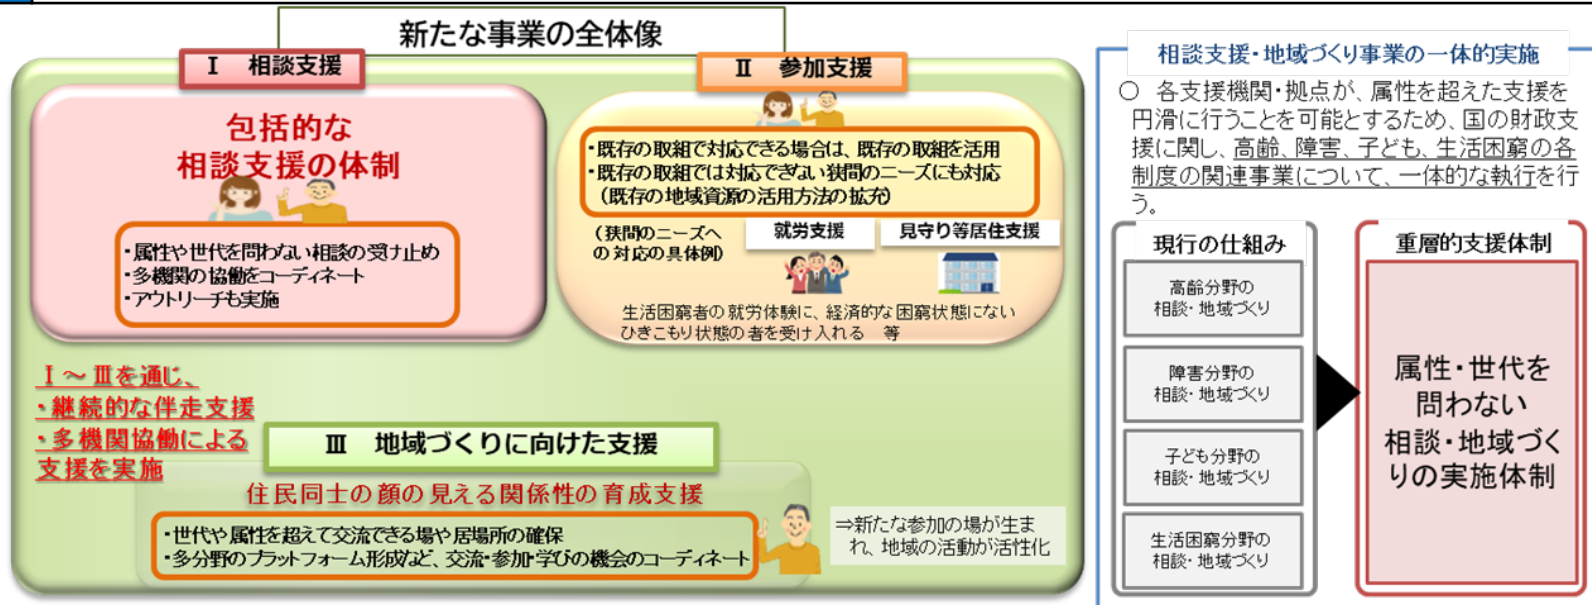 新たな事業の全体像
Ⅰ 相談支援
包括的な
相談支援の体制
・属性や世代を問わない相談の受け止め
・多機関の協働をコーディネート
・アウトリーチも実施
Ⅱ 参加支援
・既存の取組で対応できる場合は、既存の取組を活用
・既存の取組では対応できない狭間のニーズにも対応
（既存の地域資源の活用方法の拡充）
（狭間のニーズへ
の対応の具体例）
就労支援
見守り等居住支援
生活困窮者の就労体験に、経済的な困窮状態にない
ひきこもり状態の者を受け入れる 等
Ⅰ～Ⅲを通じ、
・継続的な伴走支援
・多機関協働による
支援を実施
Ⅲ 地域づくりに向けた支援
住民同士の顔の見える関係性の育成支援
・世代や属性を超えて交流できる場や居場所の確保
・多分野のプラットフォーム形成など、交流・参加・学びの機会のコーディネート
⇒新たな参加の場が生ま
れ、地域の活動が活性化
相談支援・地域づくり事業の一体的実施
○ 各支援機関・拠点が、属性を超えた支援を
円滑に行うことを可能とするため、国の財政支
援に関し、高齢、障害、子ども、生活困窮の各
制度の関連事業について、一体的な執行を行
う。
現行の仕組み
高齢分野の
相談・地域づくり
障害分野の
相談・地域づくり
子ども分野の
相談・地域づくり
生活困窮分野の
相談・地域づくり
重層的支援体制
属性・世代を
問わない
相談・地域づく
りの実施体制